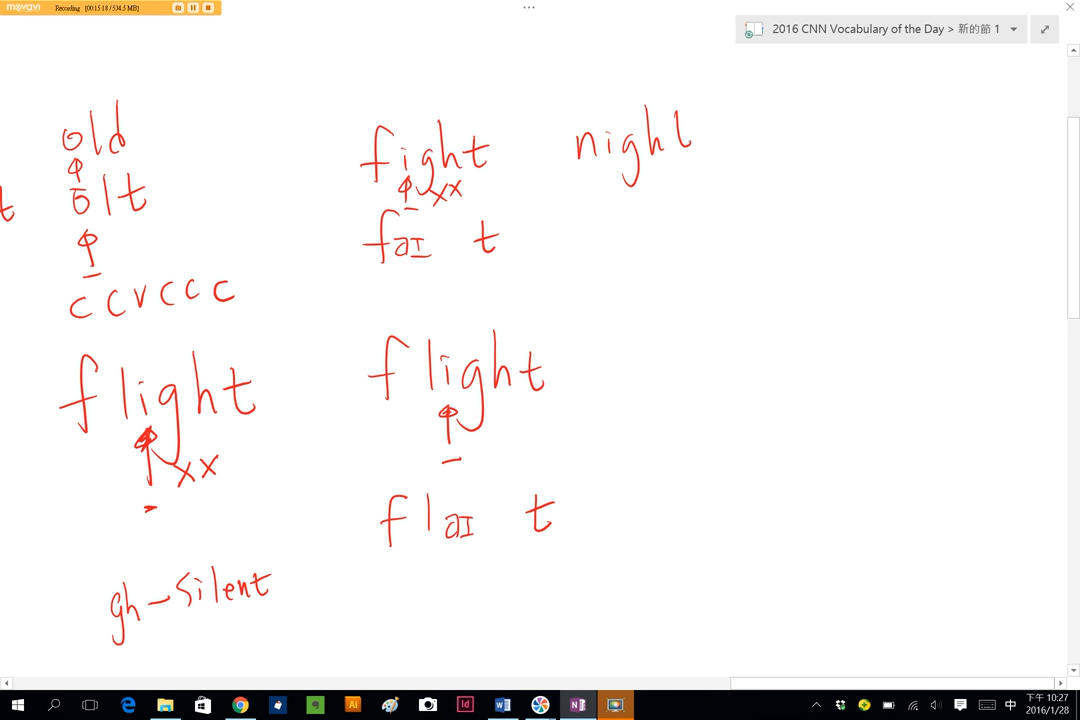 movavi Recording [00:15:18 / 534.5 MB]
2016 CNN Vocabulary of the Day > 新的節 1
old
ōlt
ccvccc
flight
xx
gh-silent
t
fight
xx
faɪ t
flight
flaɪ t
night
下午 10:27
2016/1/28
中